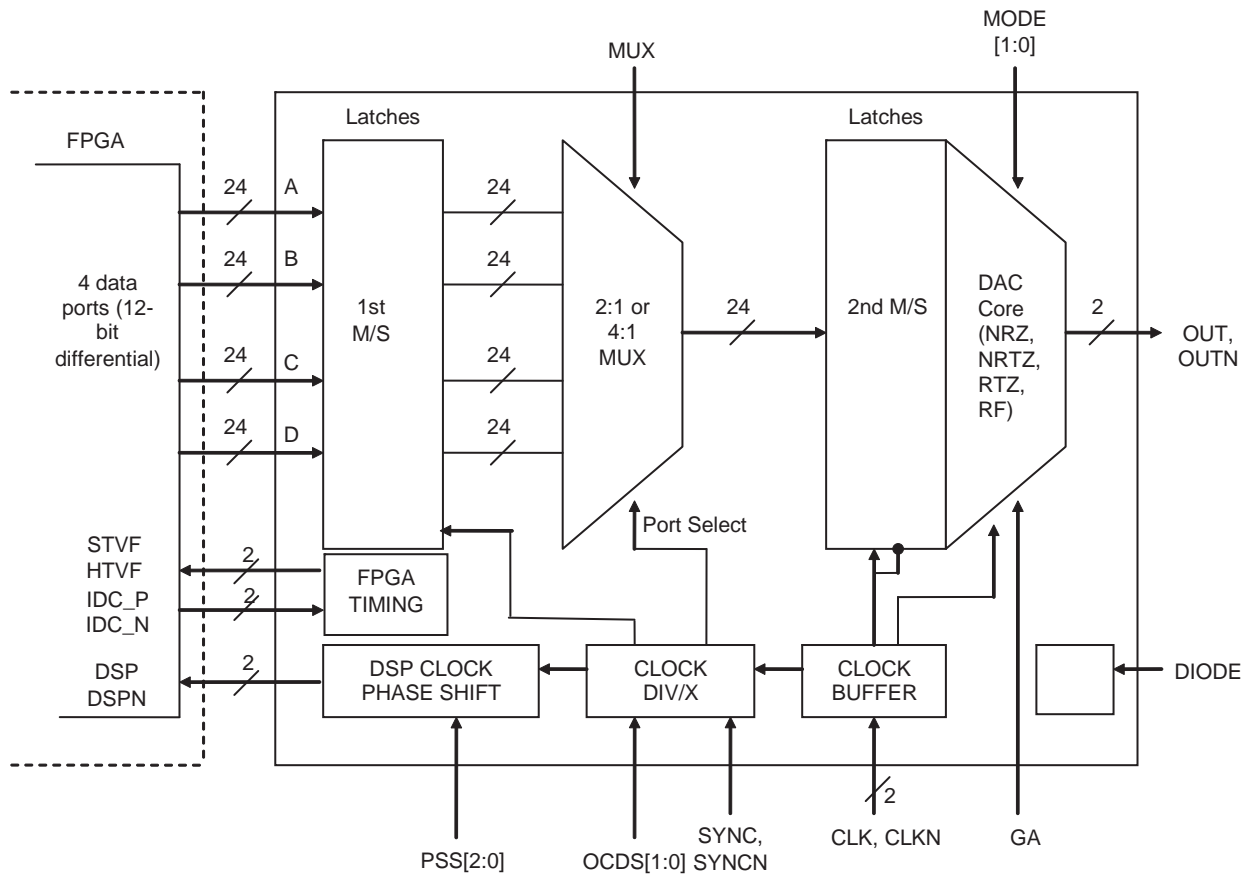 MUX
MODE
[1:0]
FPGA
Latches
Latches
24
A
24
24
B
24
24
C
24
24
D
24
4 data
ports (12-
bit
differential)
1st
M/S
2:1 or
4:1
MUX
24
2nd M/S
DAC
Core
(NRZ,
NRTZ,
RTZ,
RF)
2
OUT,
OUTN
Port Select
STVF
HTVF
2
IDC_P
IDC_N
2
FPGA
TIMING
DSP
DSPN
2
DSP CLOCK
PHASE SHIFT
CLOCK
DIV/X
CLOCK
BUFFER
DIODE
2
PSS[2:0]
OCDS[1:0]
SYNC,
SYNCN
CLK, CLKN
GA